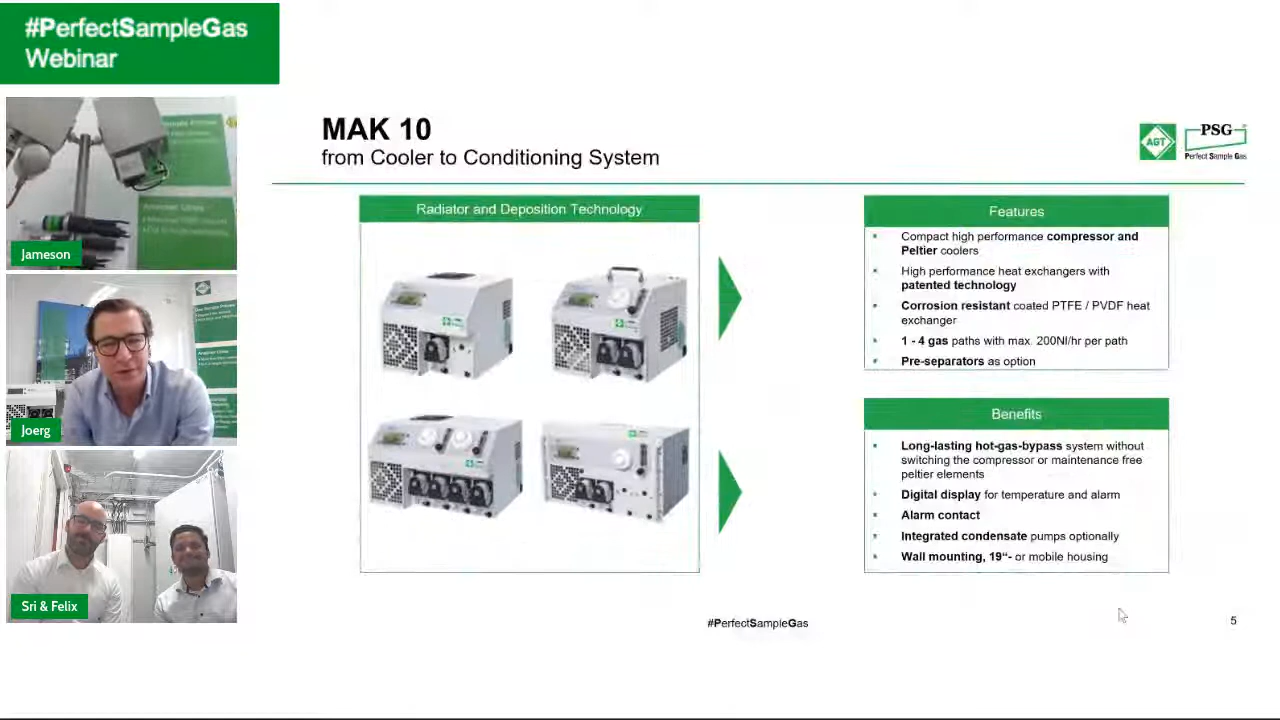 #PerfectSampleGas
Webinar
Jameson
Joerg
Sri & Felix
MAK 10
from Cooler to Conditioning System
AGT
PSG
Perfect Sample Gas
Radiator and Deposition Technology
Features
Compact high performance compressor and
Peltier coolers
High performance heat exchangers with
patented technology
Corrosion resistant coated PTFE / PVDF heat
exchanger
1 - 4 gas paths with max. 200Nl/hr per path
Pre-separators as option
Benefits
Long-lasting hot-gas-bypass system without
switching the compressor or maintenance free
peltier elements
Digital display for temperature and alarm
Alarm contact
Integrated condensate pumps optionally
Wall mounting, 19“- or mobile housing
#PerfectSampleGas
5